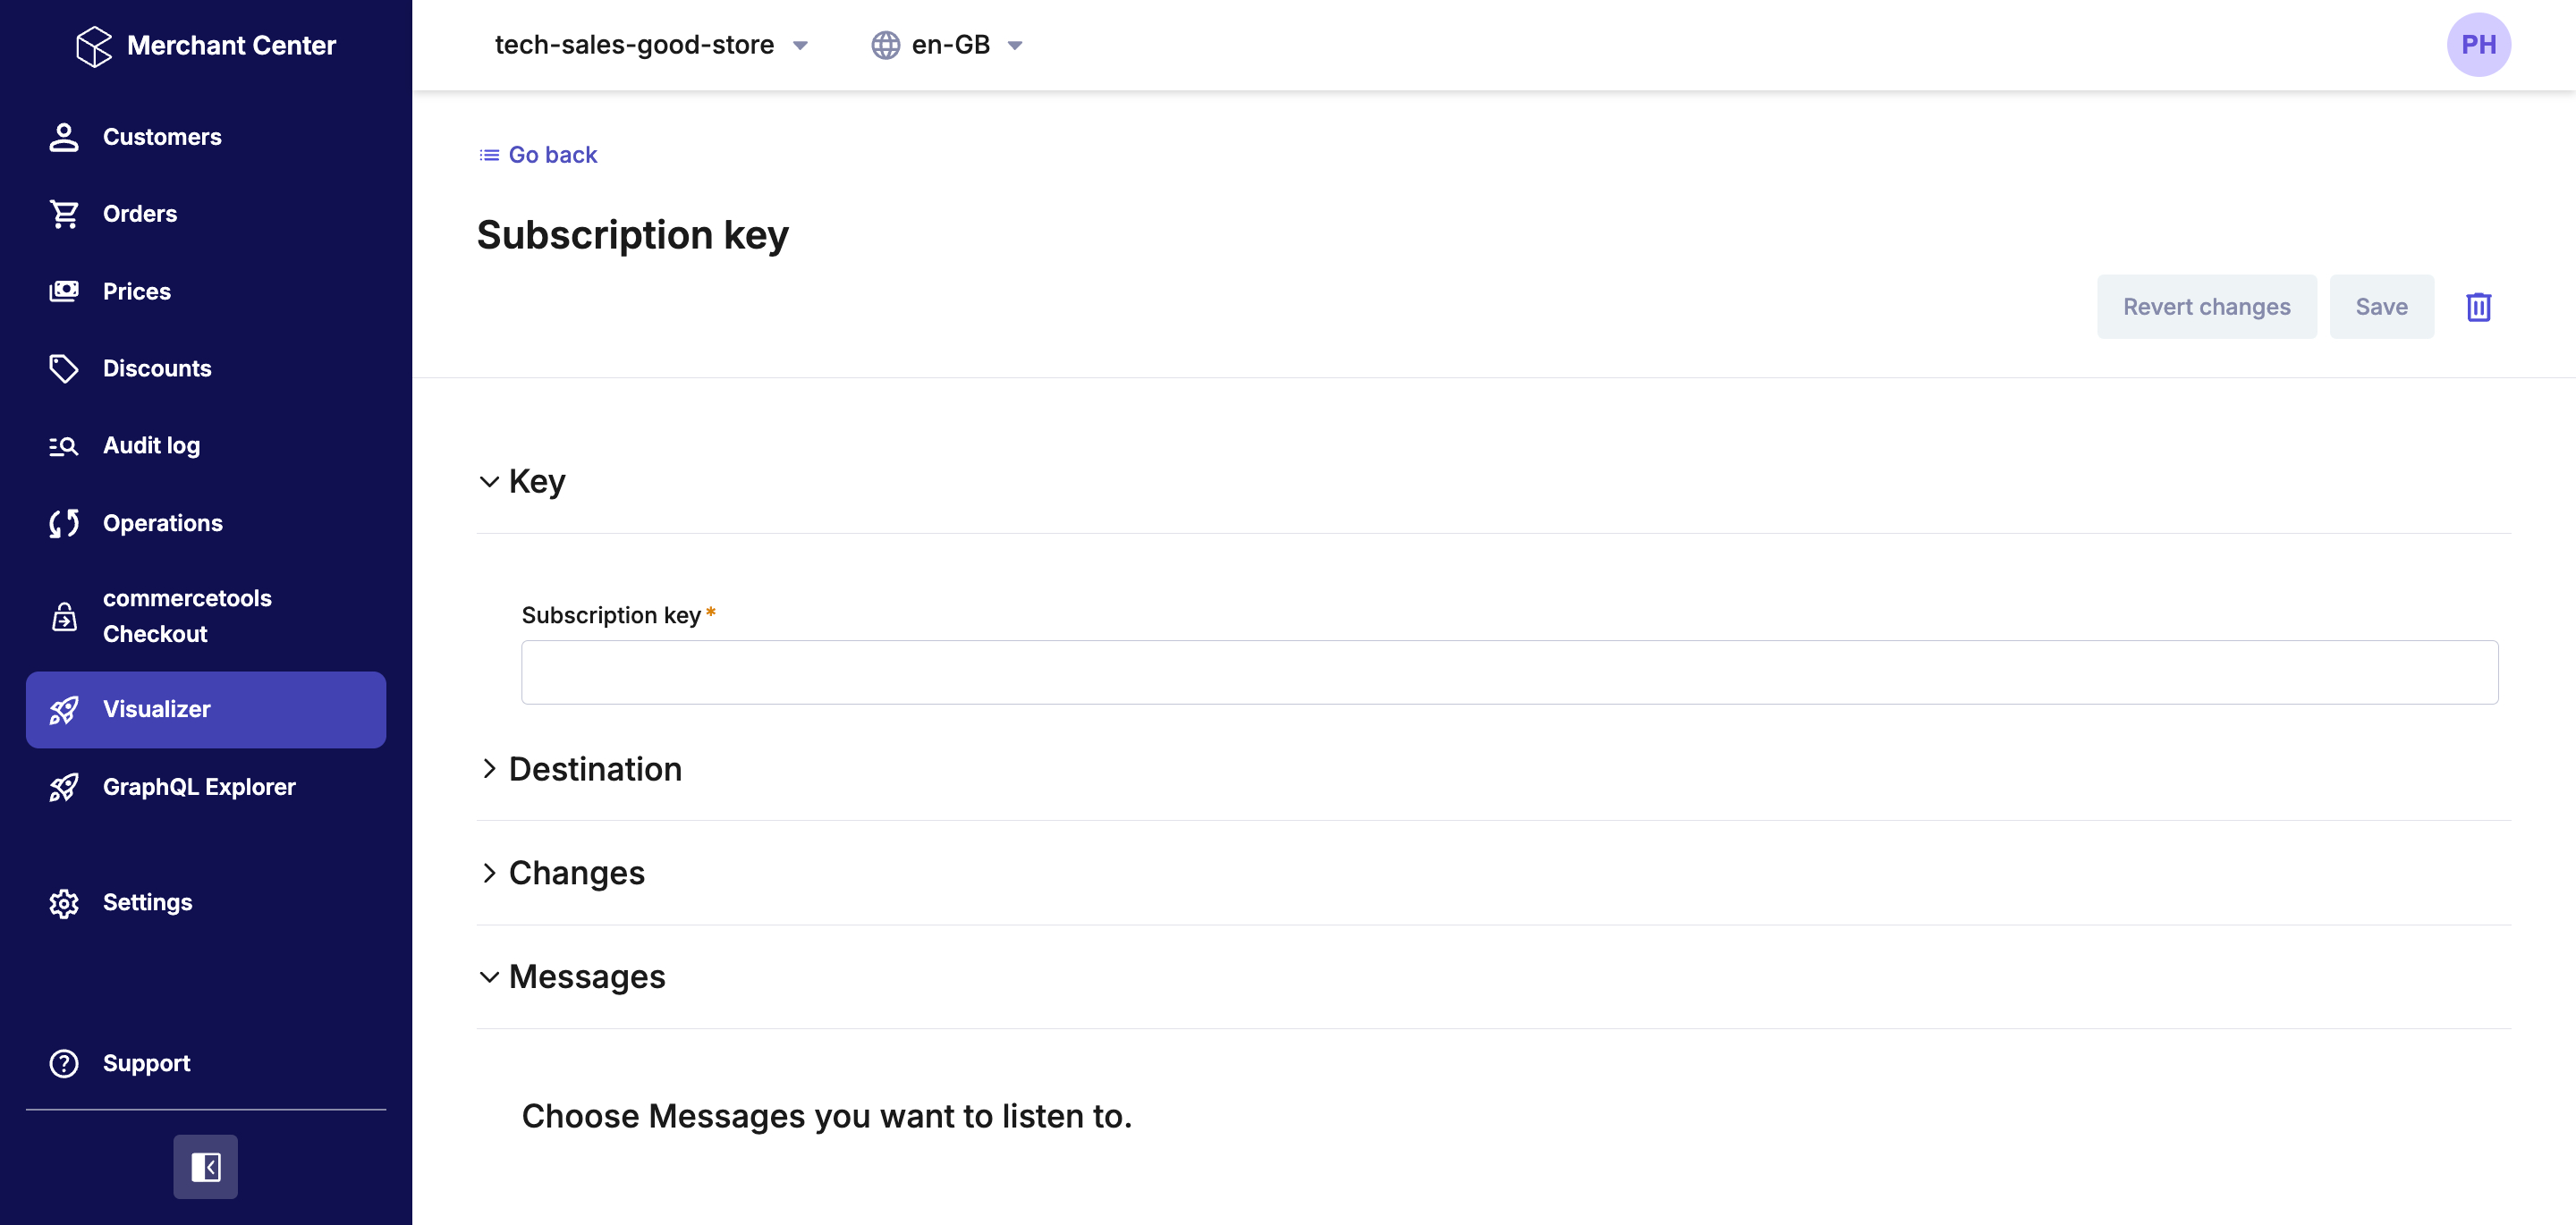 Merchant Center
tech-sales-good-store
en-GB
PH
Customers
Orders
Prices
Discounts
Audit log
Operations
commercetools
Checkout
Visualizer
GraphQL Explorer
Settings
Support
Go back
Subscription key
Revert changes
Save
Key
Subscription key*
Destination
Changes
Messages
Choose Messages you want to listen to.